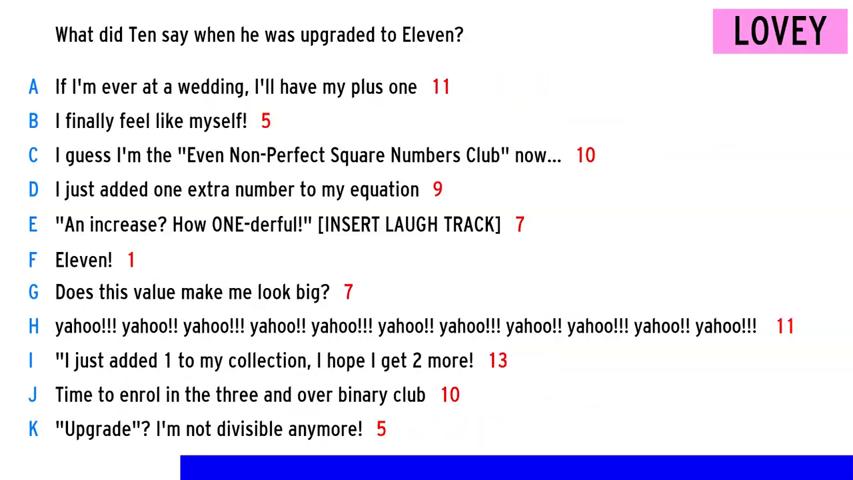 What did Ten say when he was upgraded to Eleven?
LOVEY
A If I'm ever at a wedding, I'll have my plus one 11
B I finally feel like myself! 5
C I guess I'm the "Even Non-Perfect Square Numbers Club" now... 10
D I just added one extra number to my equation 9
E "An increase? How ONE-derful!" [INSERT LAUGH TRACK] 7
F Eleven! 1
G Does this value make me look big? 7
H yahoo!!! yahoo!! yahoo!!! yahoo!! yahoo!!! yahoo!! yahoo!!! yahoo!! yahoo!!! yahoo!! yahoo!!! 11
I "I just added 1 to my collection, I hope I get 2 more! 13
J Time to enrol in the three and over binary club 10
K "Upgrade"? I'm not divisible anymore! 5